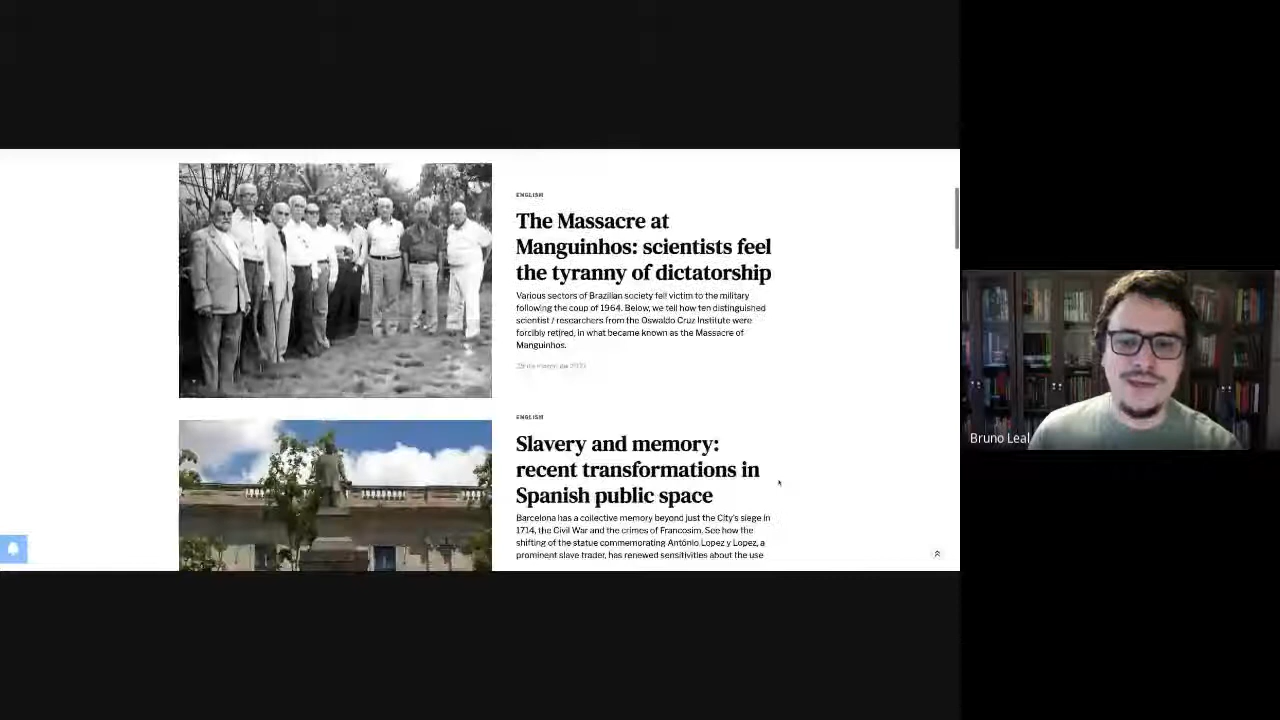 ENGLISH
The Massacre at
Manguinhos: scientists feel
the tyranny of dictatorship
Various sectors of Brazilian society fell victim to the military
following the coup of 1964. Below, we tell how ten distinguished
scientist / researchers from the Oswaldo Cruz Institute were
forcibly retired, in what became known as the Massacre of
Manguinhos.
de 2021
ENGLISH
Slavery and memory:
recent transformations in
Spanish public space
Barcelona has a collective memory beyond just the City's siege in
1714, the Civil War and the crimes of Francosim. See how the
shifting of the statue commemorating António Lopez y Lopez, a
prominent slave trader, has renewed sensitivities about the use
Bruno Leal